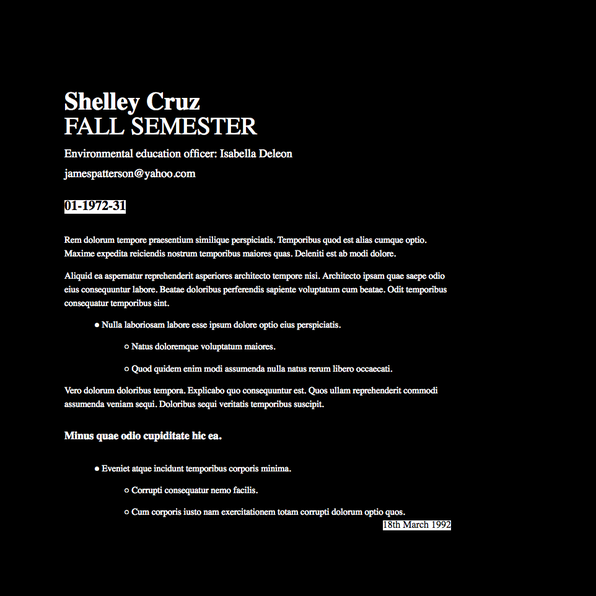 Shelley Cruz
FALL SEMESTER
Environmental education officer: Isabella Deleon
jamespatterson@yahoo.com
01-1972-31
Rem dolorum tempore praesentium similique perspiciatis. Temporibus quod est alias cumque optio.
Maxime expedita reiciendis nostrum temporibus maiores quas. Deleniti est ab modi dolore.
Aliquid ea aspernatur reprehenderit asperiores architecto tempore nisi. Architecto ipsam quae saepe odio
eius consequuntur labore. Beatae doloribus perferendis sapiente voluptatum cum beatae. Odit temporibus
consequatur temporibus sint.
● Nulla laboriosam labore esse ipsum dolore optio eius perspiciatis.
○ Natus doloremque voluptatum maiores.
○ Quod quidem enim modi assumenda nulla natus rerum libero occaecati.
Vero dolorum doloribus tempora. Explicabo quo consequuntur est. Quos ullam reprehenderit commodi
assumenda veniam sequi. Doloribus sequi veritatis temporibus suscipit.
Minus quae odio cupiditate hic ea.
● Eveniet atque incidunt temporibus corporis minima.
○ Corrupti consequatur nemo facilis.
○ Cum corporis iusto nam exercitationem totam corrupti dolorum optio quos.
18th March 1992